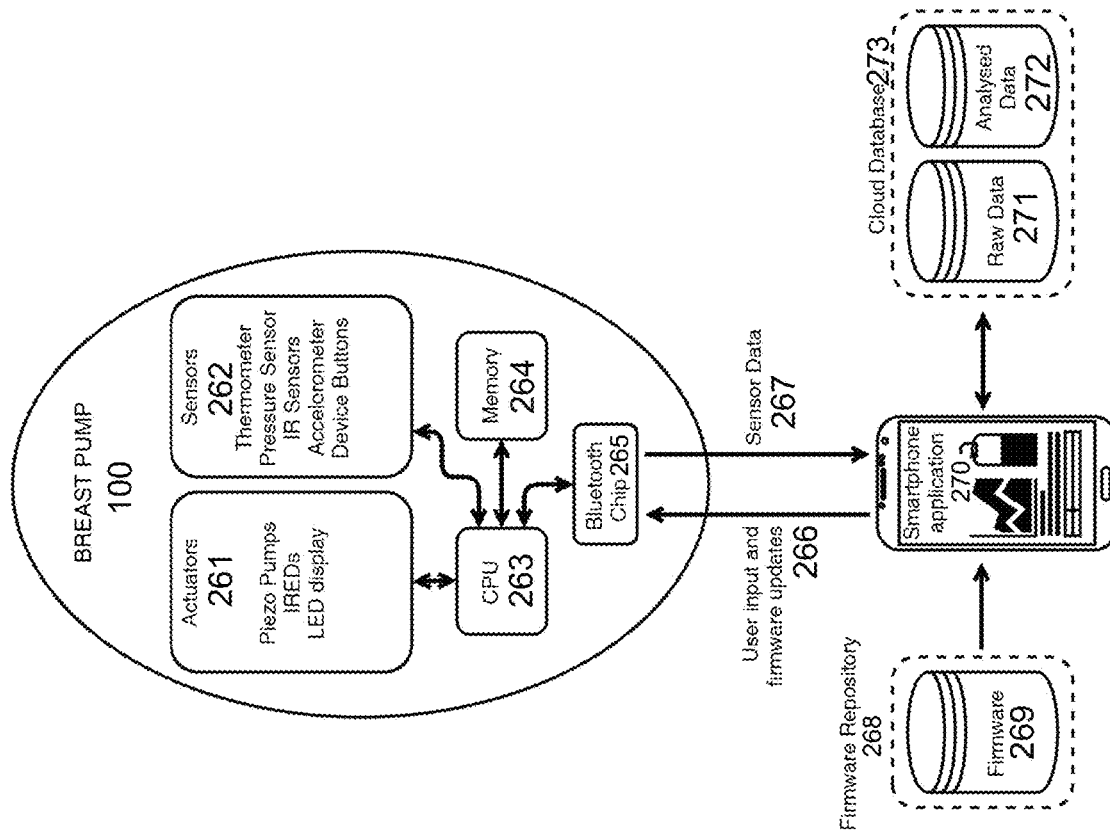 BREAST PUMP
100
Actuators
261
Piezo Pumps
IREDs
LED display
Sensors
262
Thermometer
Pressure Sensor
IR Sensors
Accelorometer
Device Buttons
CPU
263
Memory
264
Bluetooth
Chip 265
User input and
firmware updates
266
Sensor Data
267
Firmware Repository
268
Firmware
269
Smartphone
application
270
Cloud Database 273
Raw Data
271
Analysed
Data
272